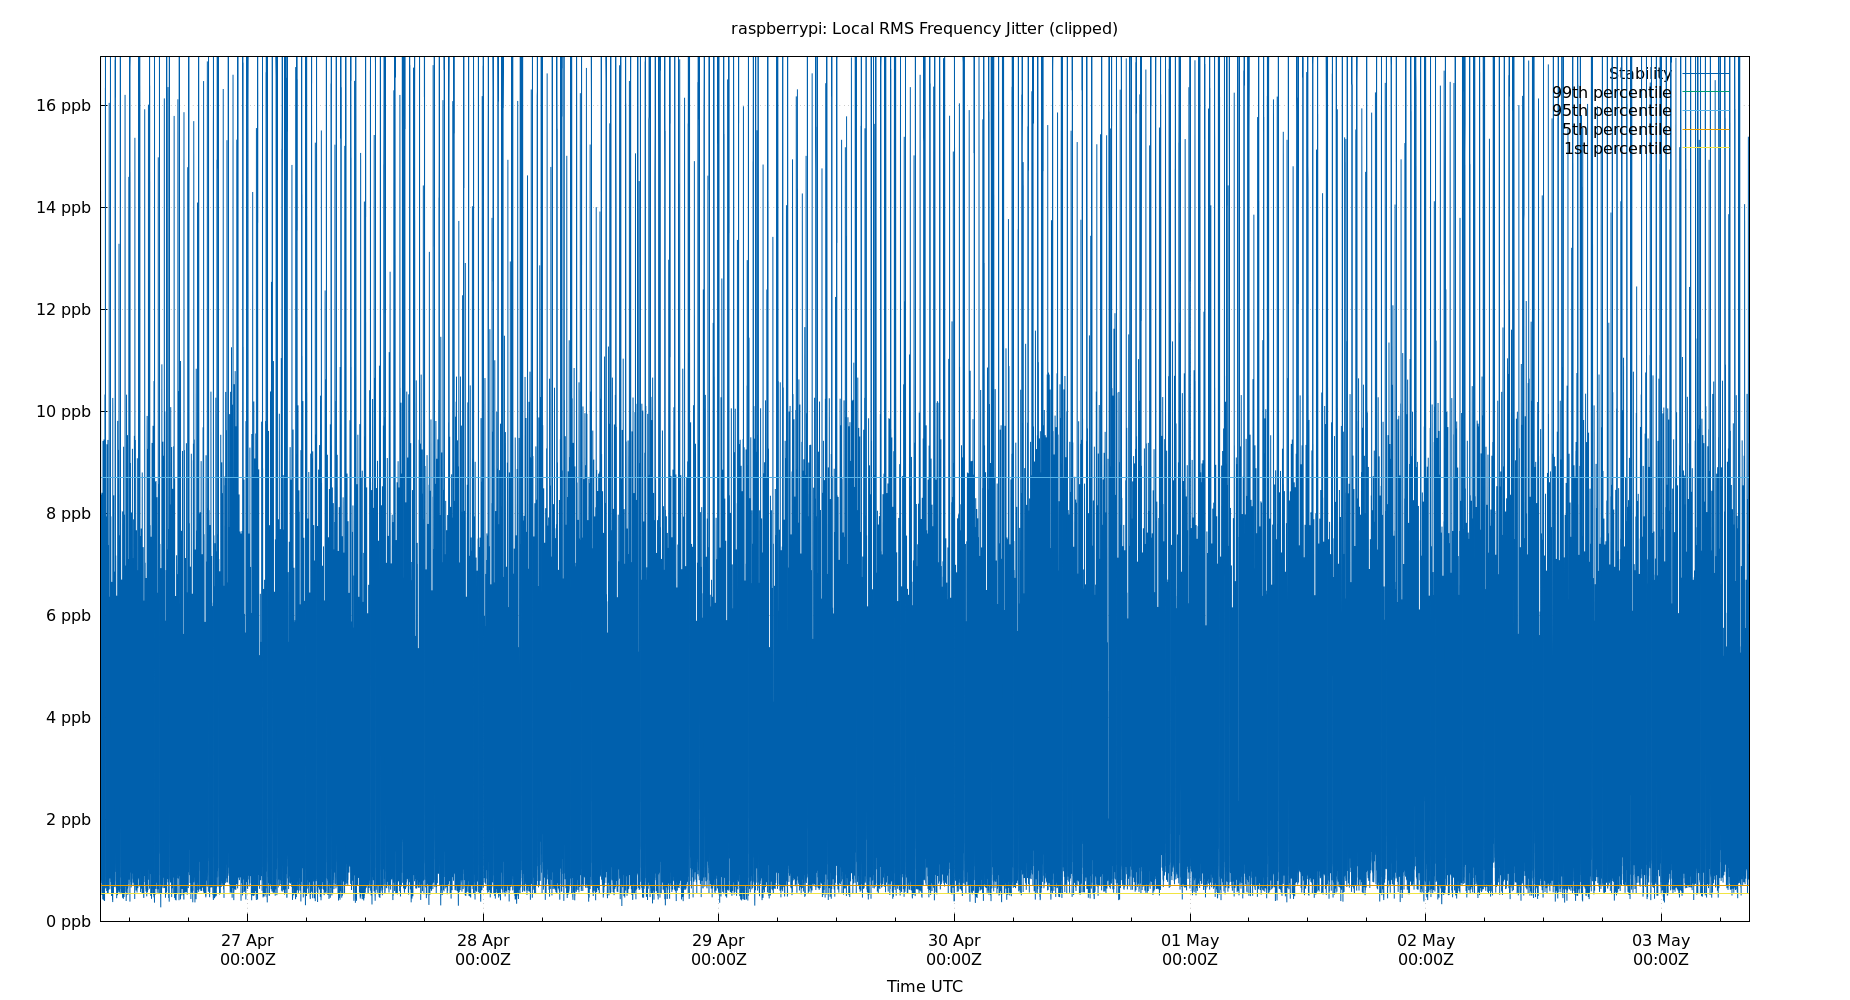 raspberrypi: Local RMS Frequency Jitter (clipped)
16 ppb
14 ppb
12 ppb
10 ppb
8 ppb
6 ppb
4 ppb
2 ppb
0 ppb
Stability
99th percentile
95th percentile
5th percentile
1st percentile
27 Apr 28 Apr 29 Apr 30 Apr 01 May 02 May 03 May
00:00Z 00:00Z 00:00Z 00:00Z 00:00Z 00:00Z 00:00Z
Time UTC